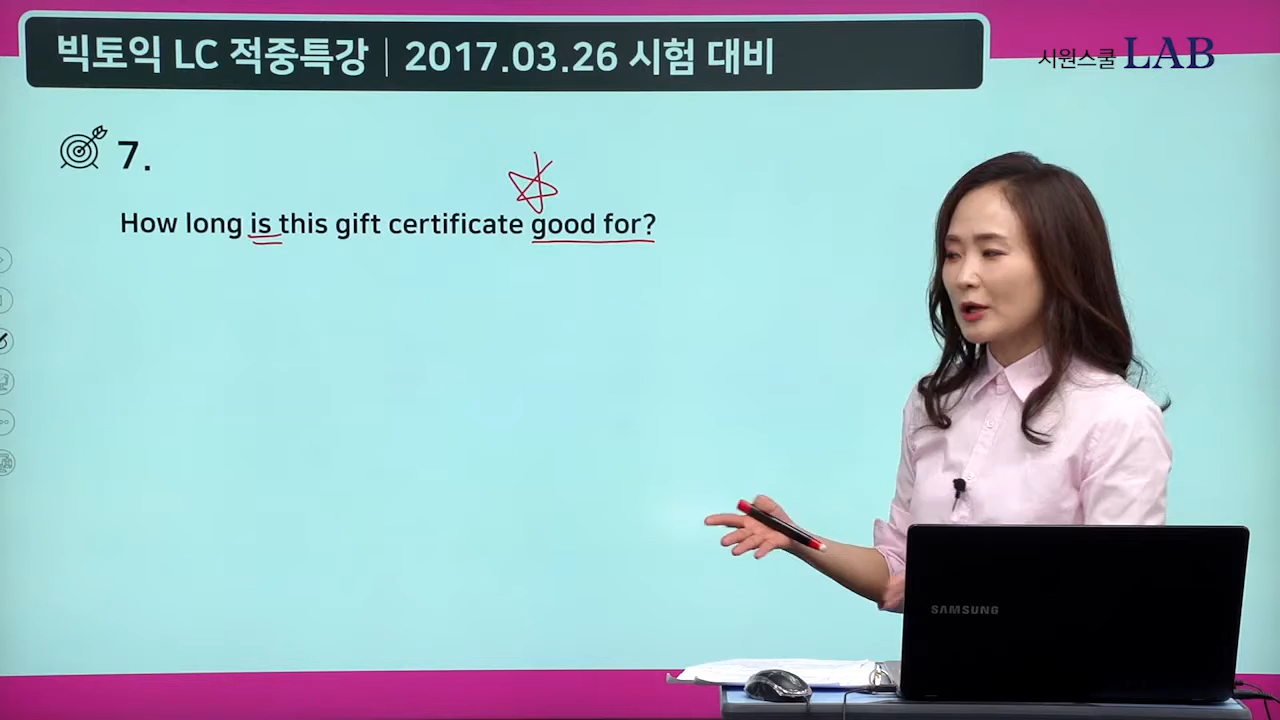 빅토익 LC 적중특강 | 2017.03.26 시험 대비
시원스쿨 LAB
7.
How long is this gift certificate good for?
SAMSUNG